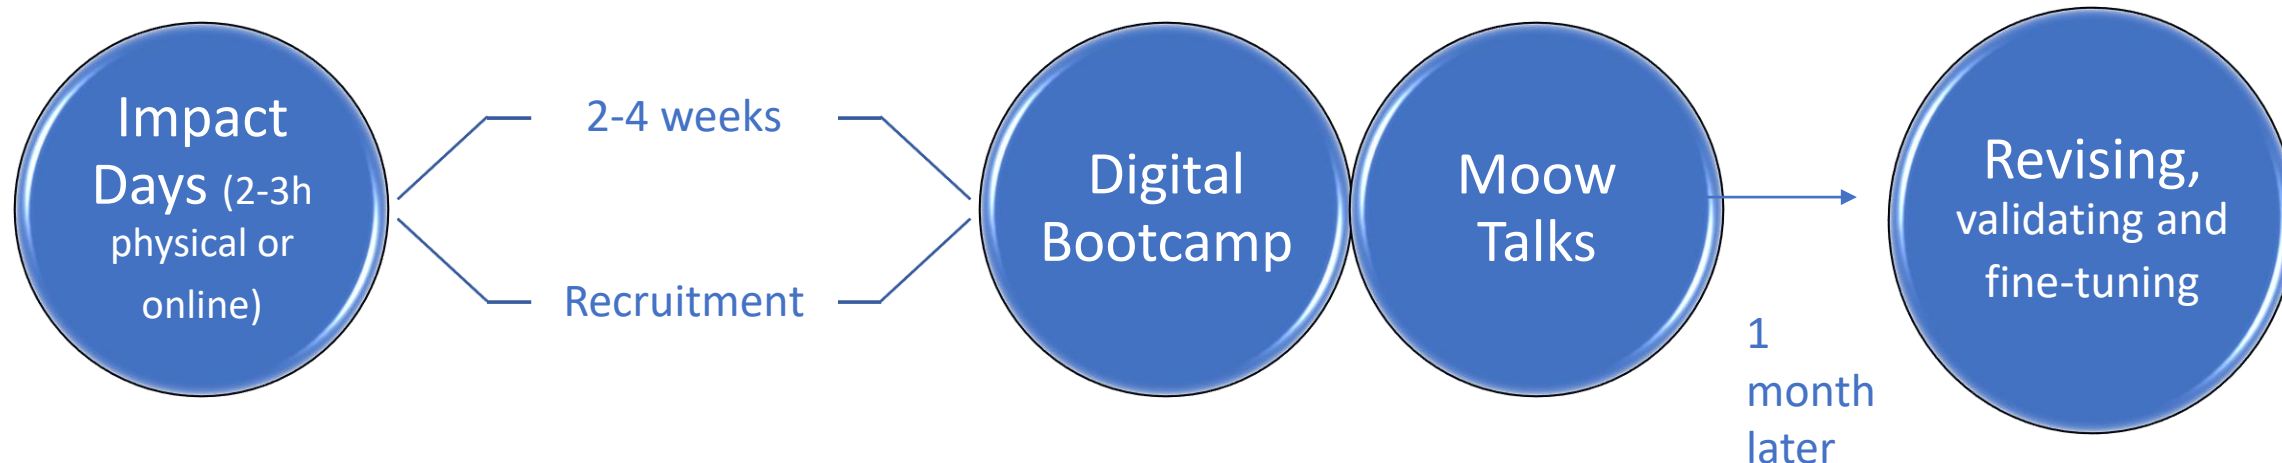 Impact
Days (2-3h
physical or
online)
2-4 weeks
Recruitment
Digital
Bootcamp
Moow
Talks
1
month
later
Revising,
validating and
fine-tuning